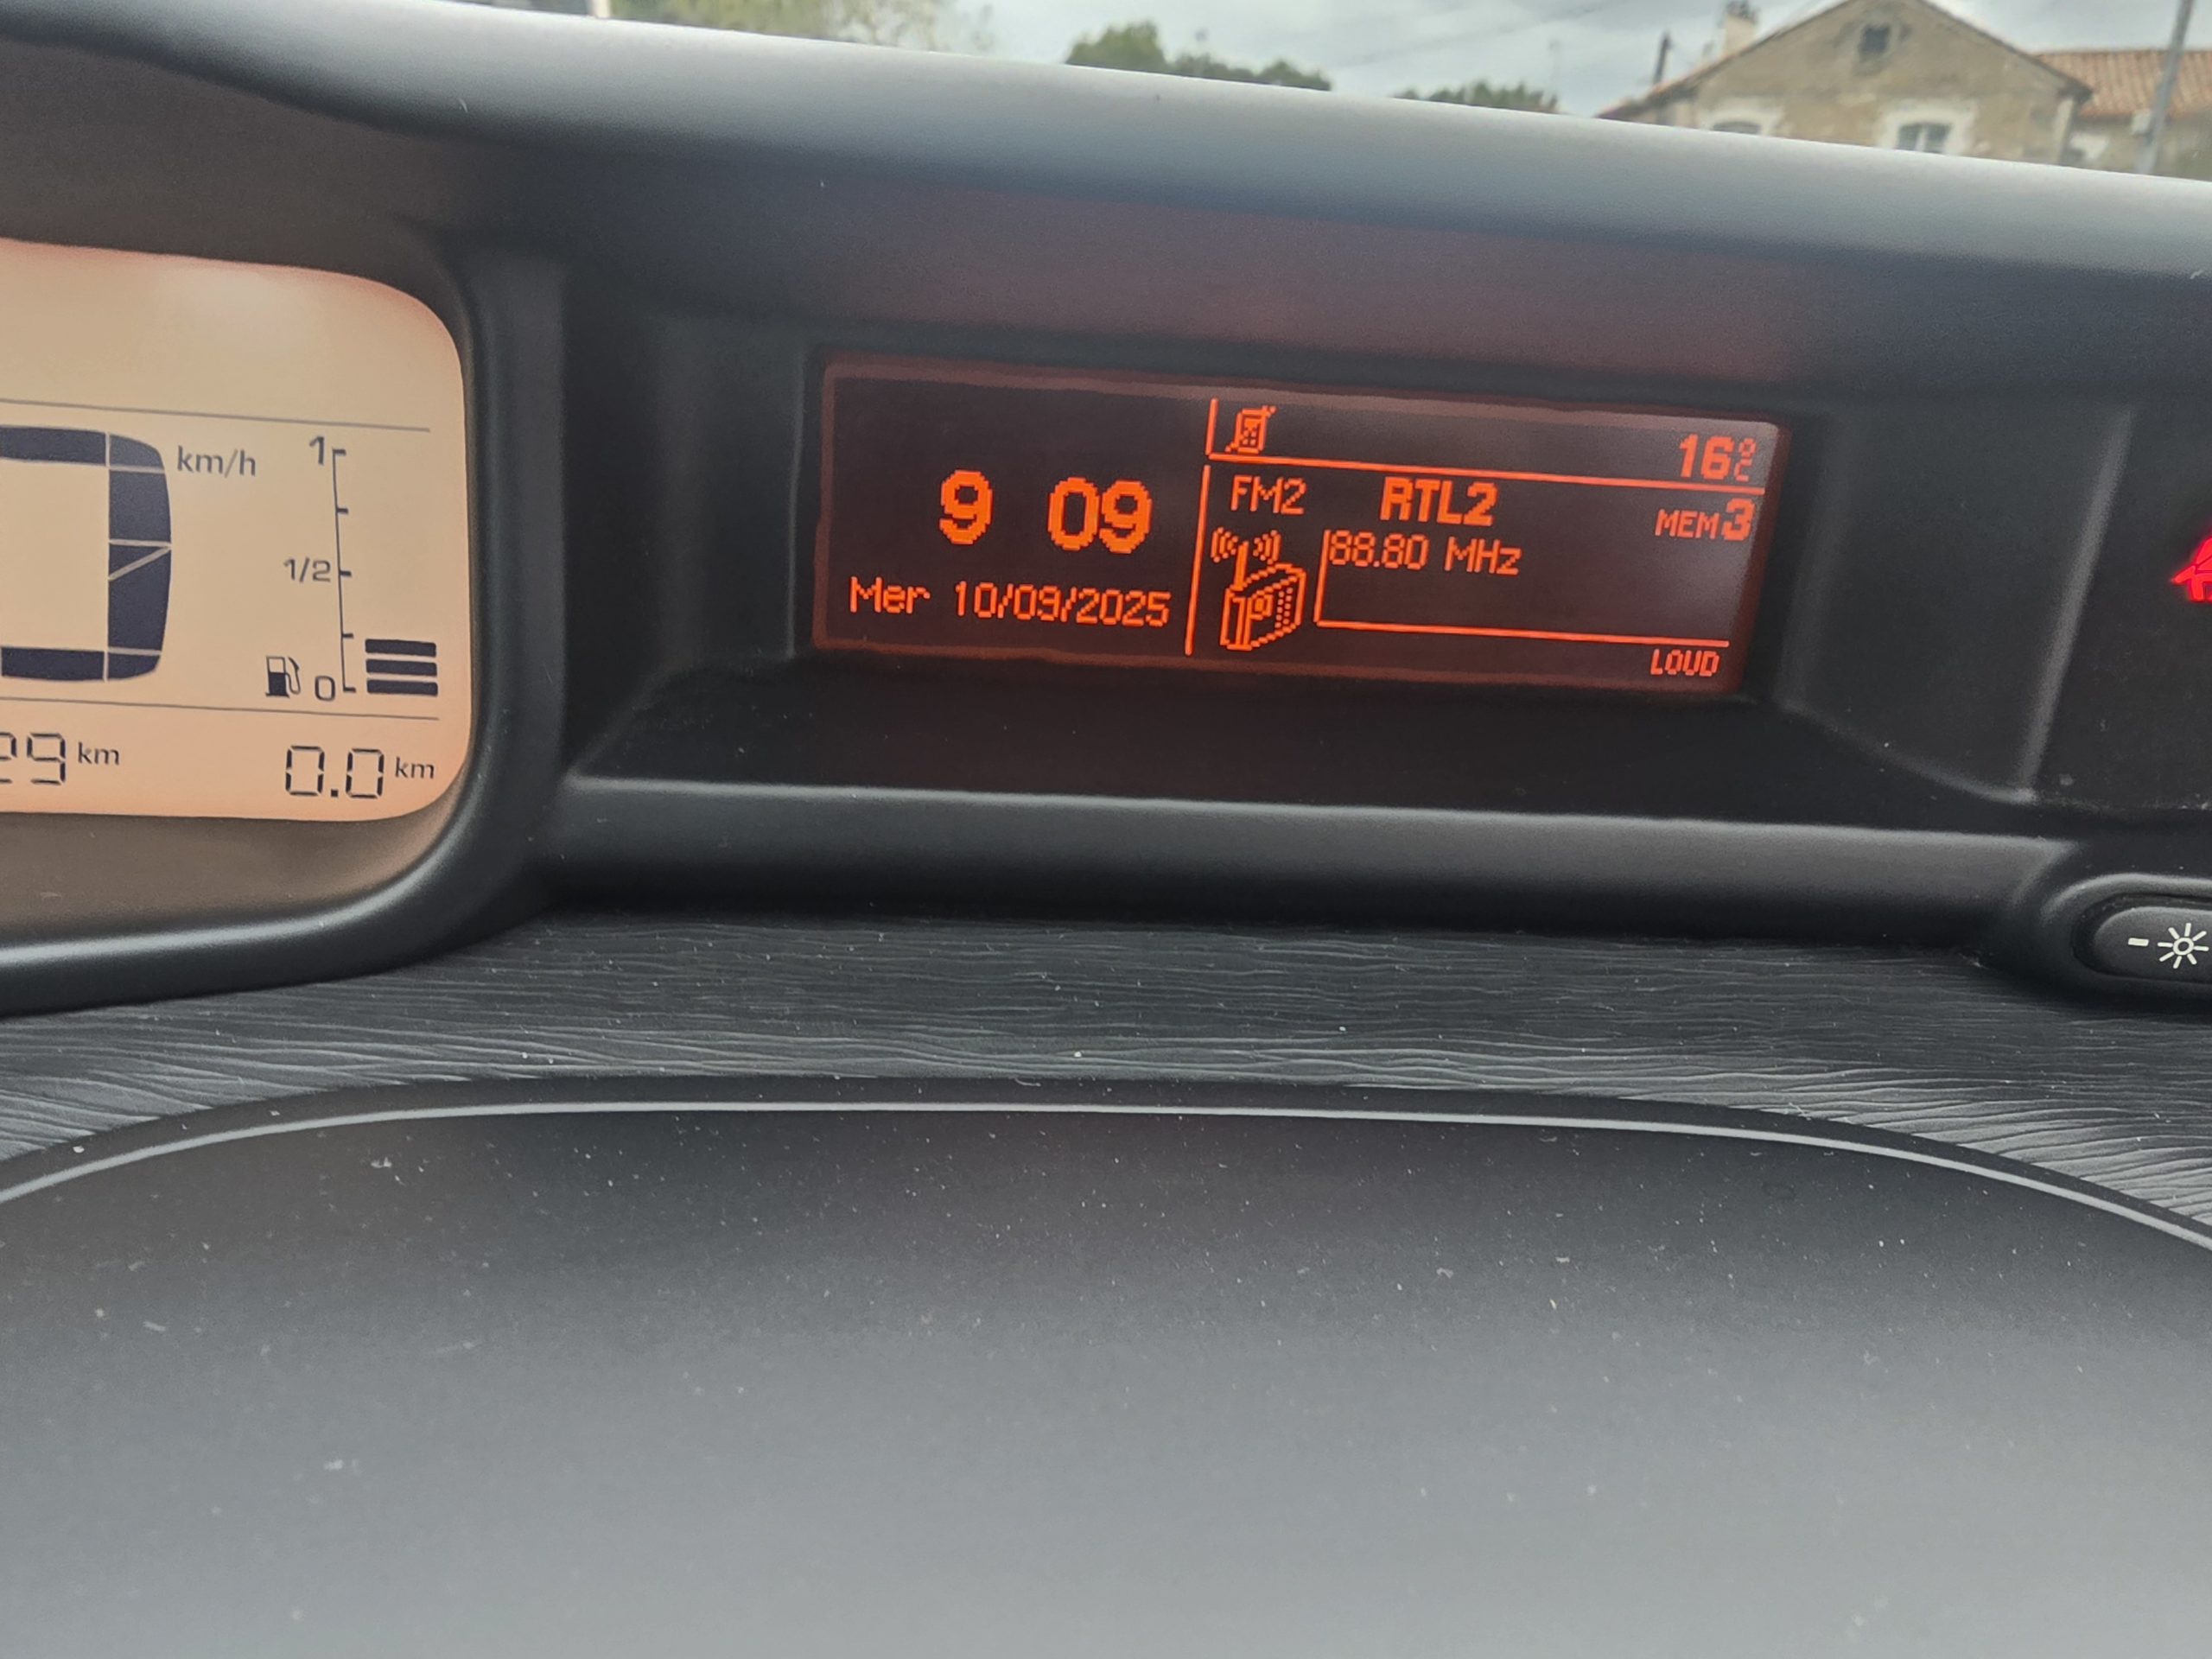 km/h
1
1/2
0
29 km
0.0 km
9 09
Mer 10/09/2025
16°C
FM2 RTL2 MEM3
88.80 MHz
LOUD